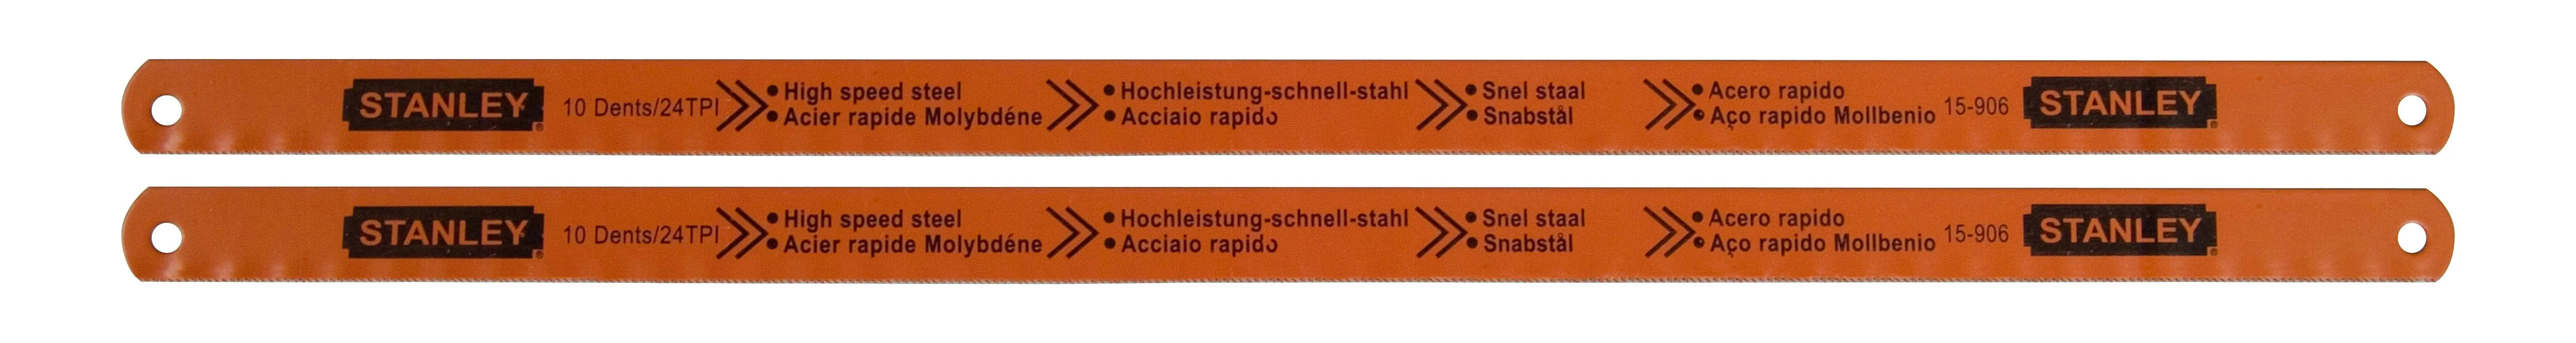 STANLEY®
10 Dents/24TPI
• High speed steel
• Acier rapide Molybdéne
• Hochleistung-schnell-stahl
• Acciaio rapido
• Snel staal
• Snabstål
• Acero rapido
• Aço rapido Mollbenio
15-906
STANLEY®
STANLEY®
10 Dents/24TPI
• High speed steel
• Acier rapide Molybdéne
• Hochleistung-schnell-stahl
• Acciaio rapido
• Snel staal
• Snabstål
• Acero rapido
• Aço rapido Mollbenio
15-906
STANLEY®